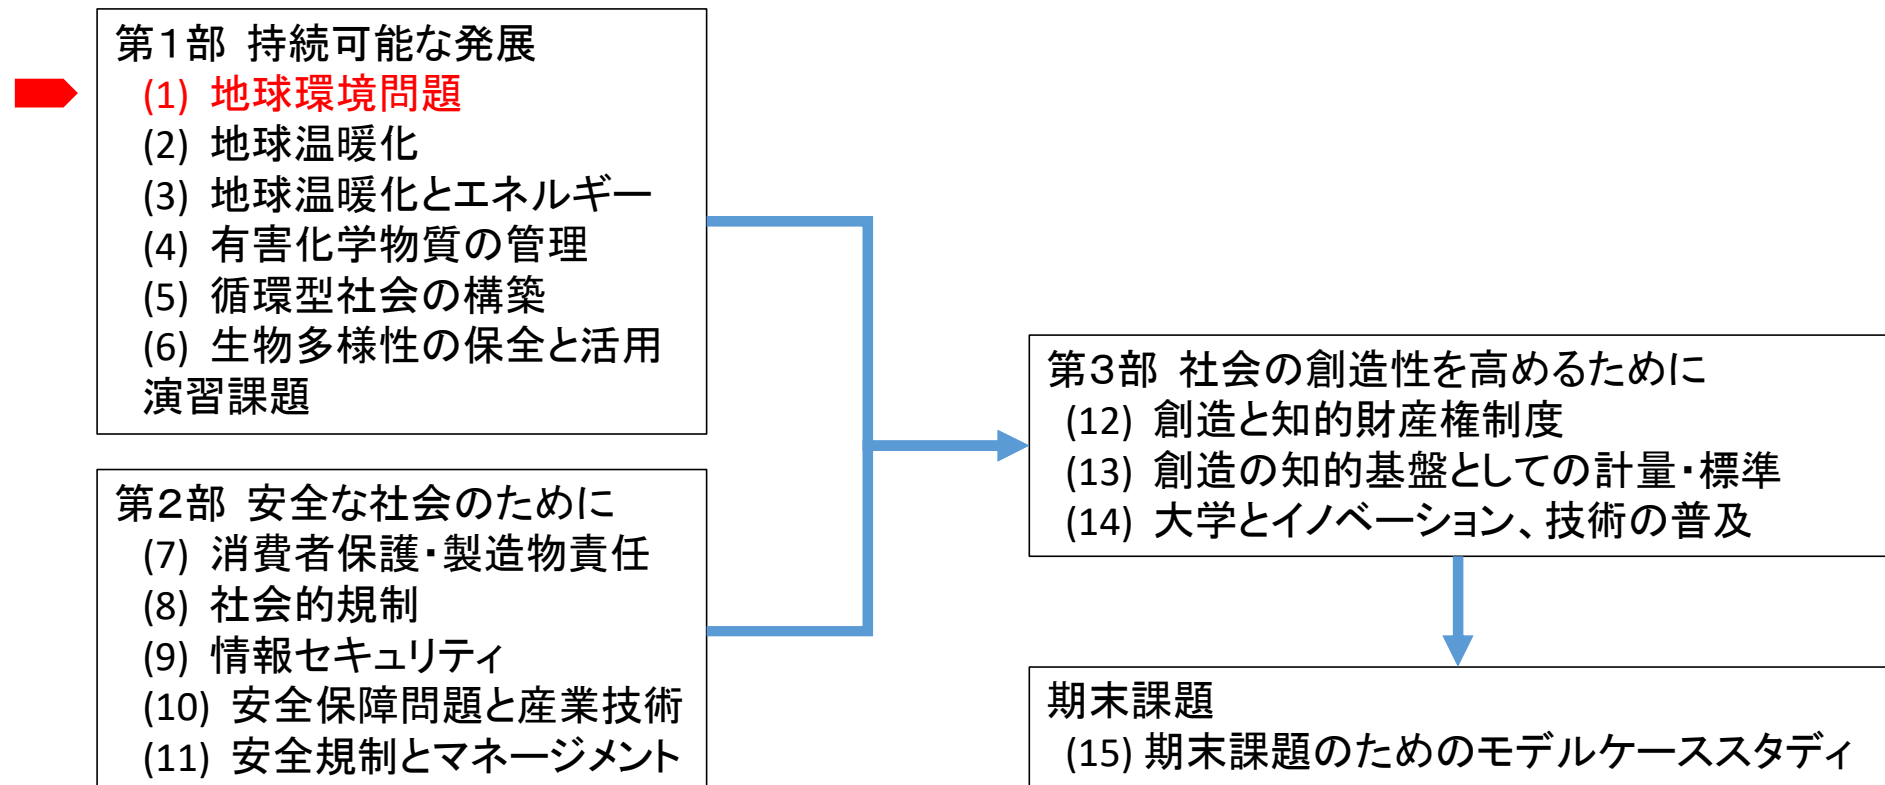 第１部 持続可能な発展
(1) 地球環境問題
(2) 地球温暖化
(3) 地球温暖化とエネルギー
(4) 有害化学物質の管理
(5) 循環型社会の構築
(6) 生物多様性の保全と活用
演習課題
第２部 安全な社会のために
(7) 消費者保護・製造物責任
(8) 社会的規制
(9) 情報セキュリティ
(10) 安全保障問題と産業技術
(11) 安全規制とマネージメント
第３部 社会の創造性を高めるために
(12) 創造と知的財産権制度
(13) 創造の知的基盤としての計量・標準
(14) 大学とイノベーション、技術の普及
期末課題
(15) 期末課題のためのモデルケーススタディ